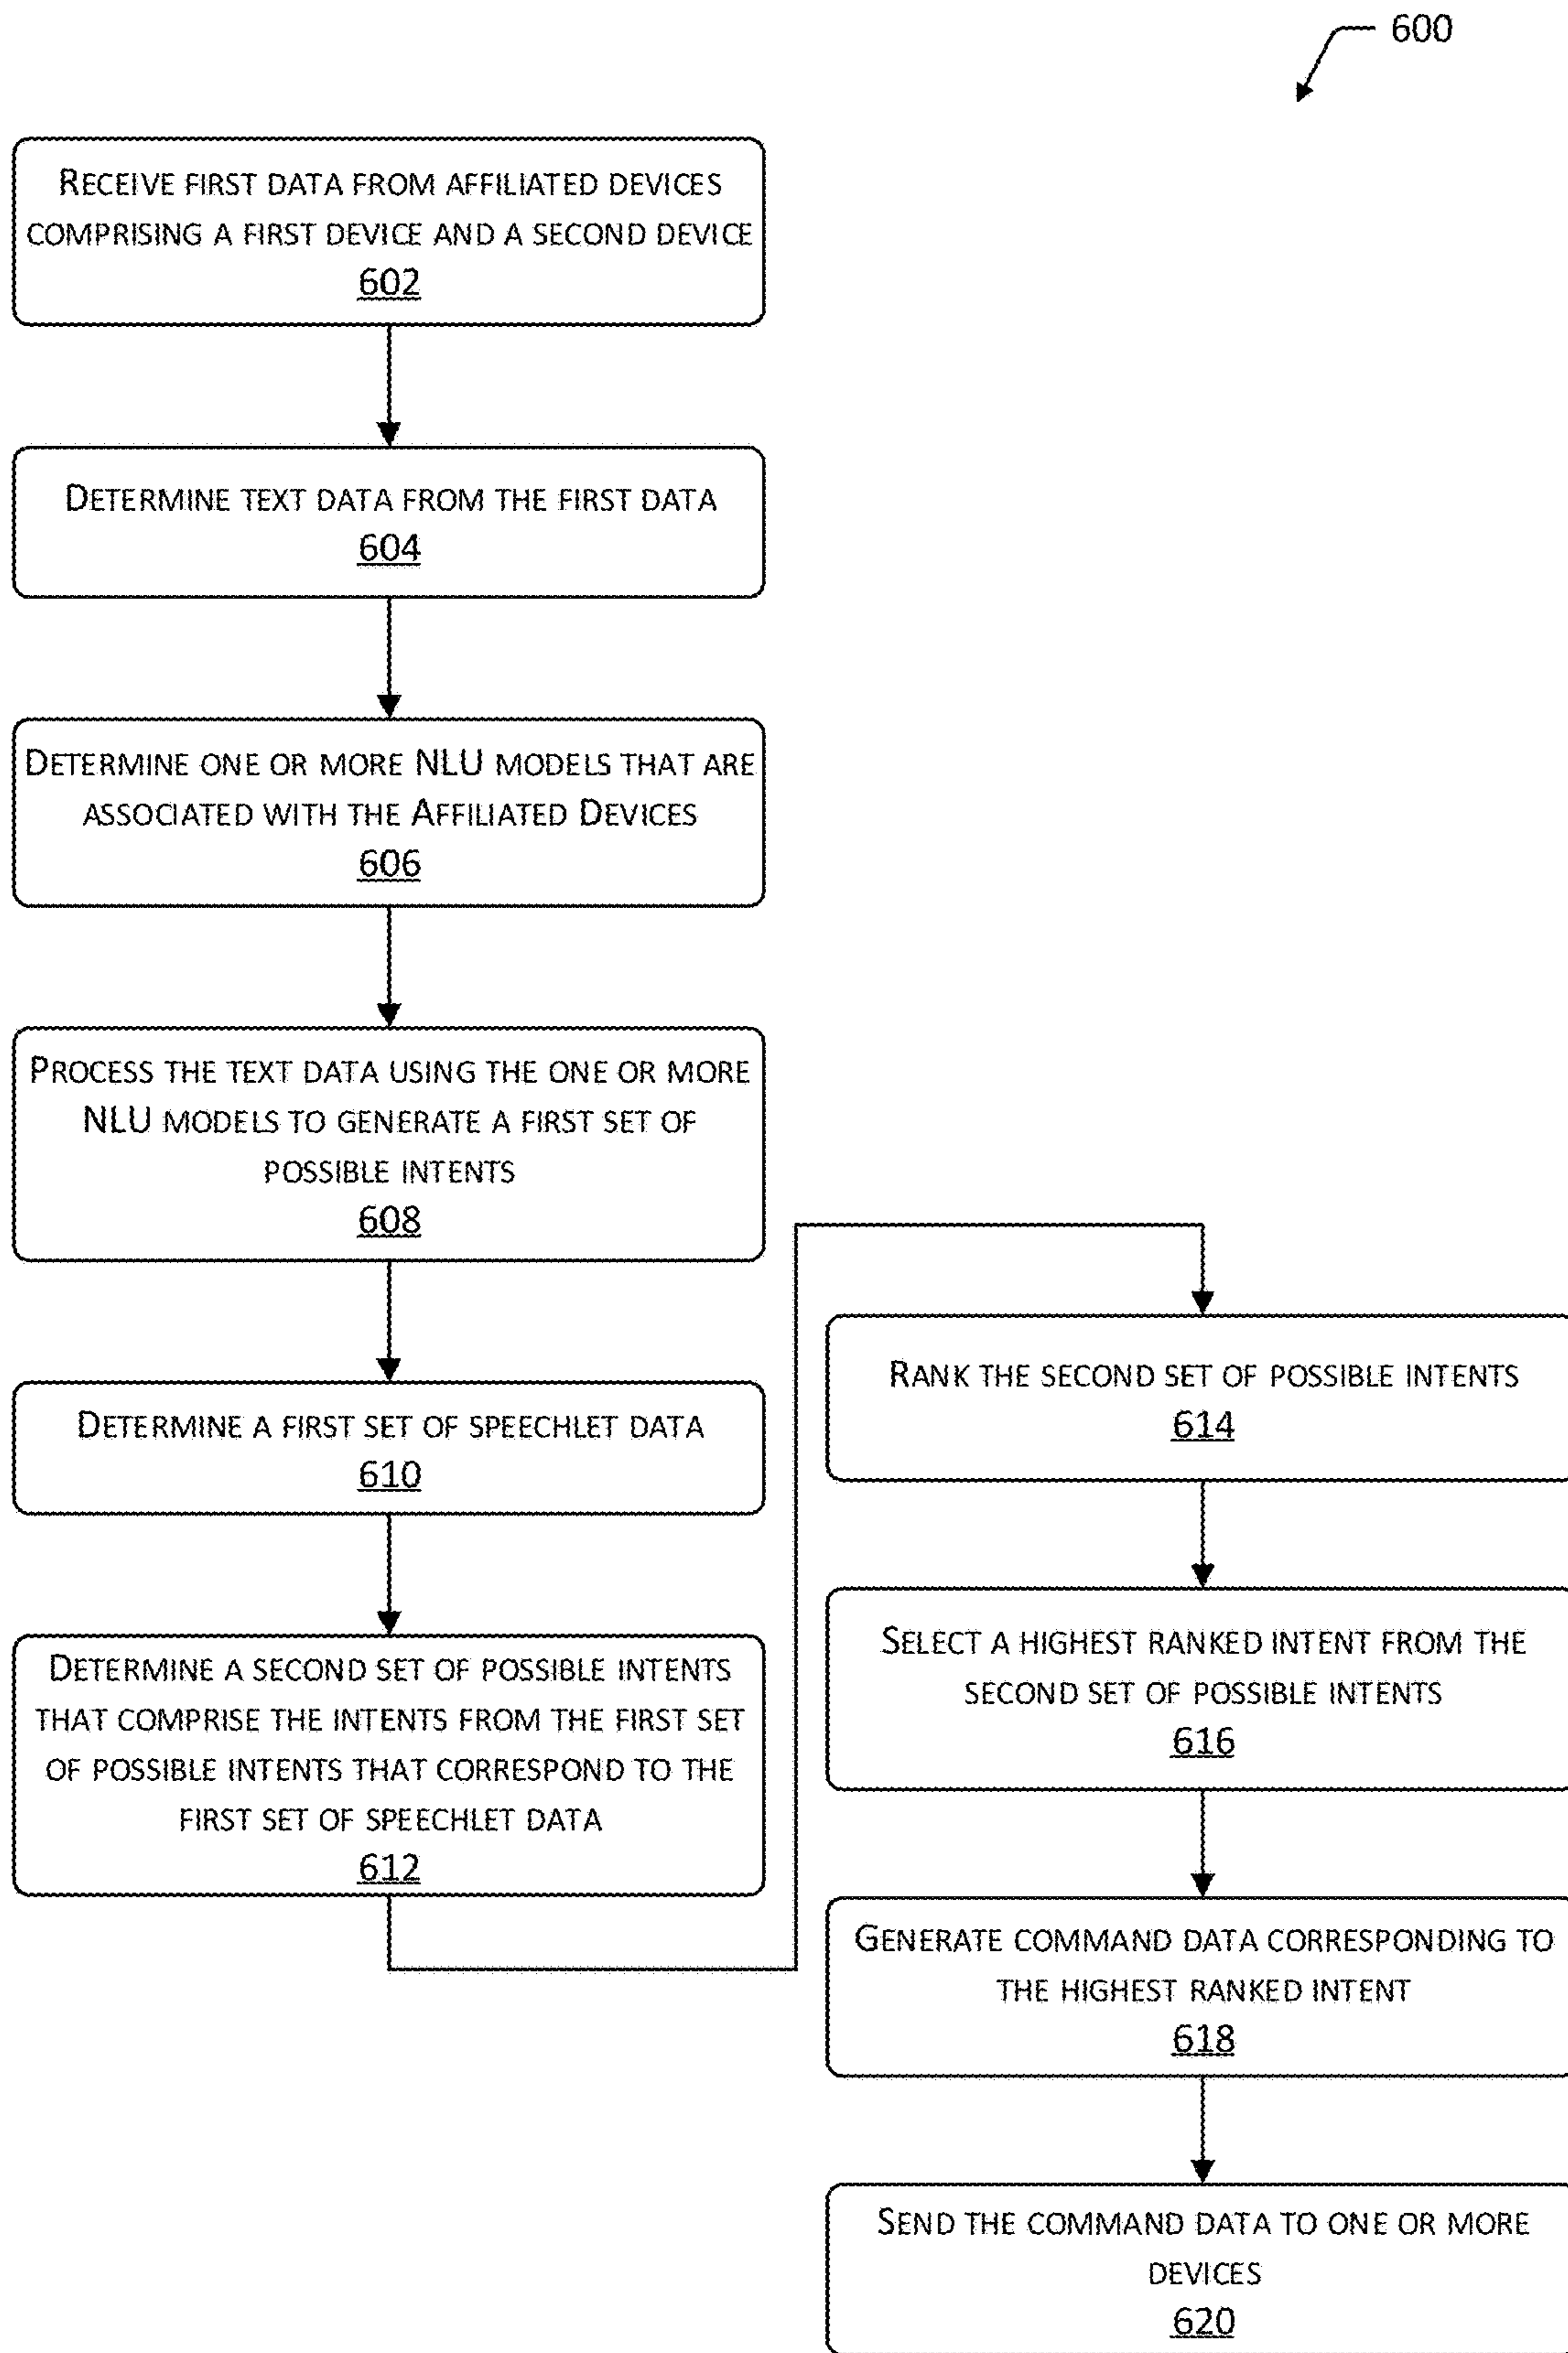 600
RECEIVE FIRST DATA FROM AFFILIATED DEVICES
COMPRISING A FIRST DEVICE AND A SECOND DEVICE
602
DETERMINE TEXT DATA FROM THE FIRST DATA
604
DETERMINE ONE OR MORE NLU MODELS THAT ARE
ASSOCIATED WITH THE AFFILIATED DEVICES
606
PROCESS THE TEXT DATA USING THE ONE OR MORE
NLU MODELS TO GENERATE A FIRST SET OF
POSSIBLE INTENTS
608
DETERMINE A FIRST SET OF SPEECHLET DATA
610
DETERMINE A SECOND SET OF POSSIBLE INTENTS
THAT COMPRISE THE INTENTS FROM THE FIRST SET
OF POSSIBLE INTENTS THAT CORRESPOND TO THE
FIRST SET OF SPEECHLET DATA
612
RANK THE SECOND SET OF POSSIBLE INTENTS
614
SELECT A HIGHEST RANKED INTENT FROM THE
SECOND SET OF POSSIBLE INTENTS
616
GENERATE COMMAND DATA CORRESPONDING TO
THE HIGHEST RANKED INTENT
618
SEND THE COMMAND DATA TO ONE OR MORE
DEVICES
620